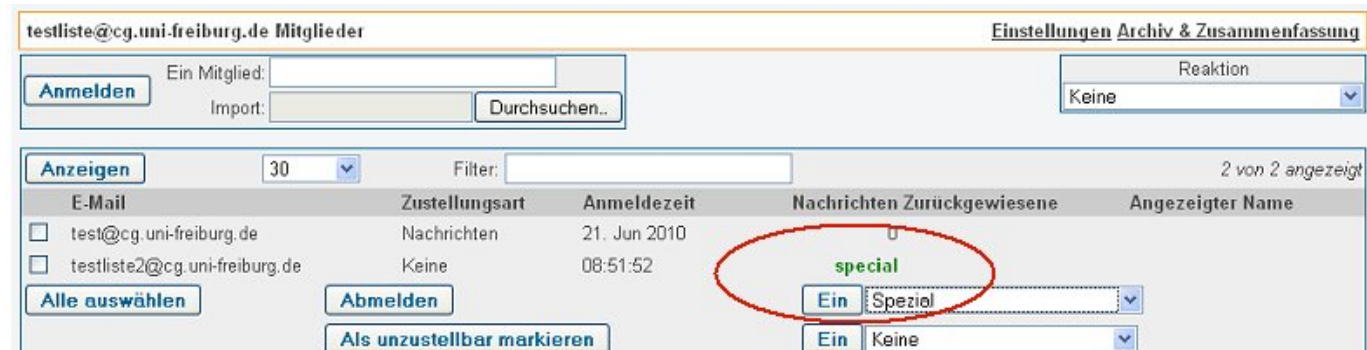 testliste@cg.uni-freiburg.de Mitglieder Einstellungen Archiv & Zusammenfassung
Anmelden Ein Mitglied:
Import: Durchsuchen..
Reaktion
Keine
Anzeigen 30 Filter: 2 von 2 angezeigt
E-Mail Zustellungsart Anmeldezeit Nachrichten Zurückgewiesene Angezeigter Name
test@cg.uni-freiburg.de Nachrichten 21. Jun 2010 0
testliste2@cg.uni-freiburg.de Keine 08:51:52 special
Alle auswählen Abmelden Ein Spezial
Als unzustellbar markieren Ein Keine